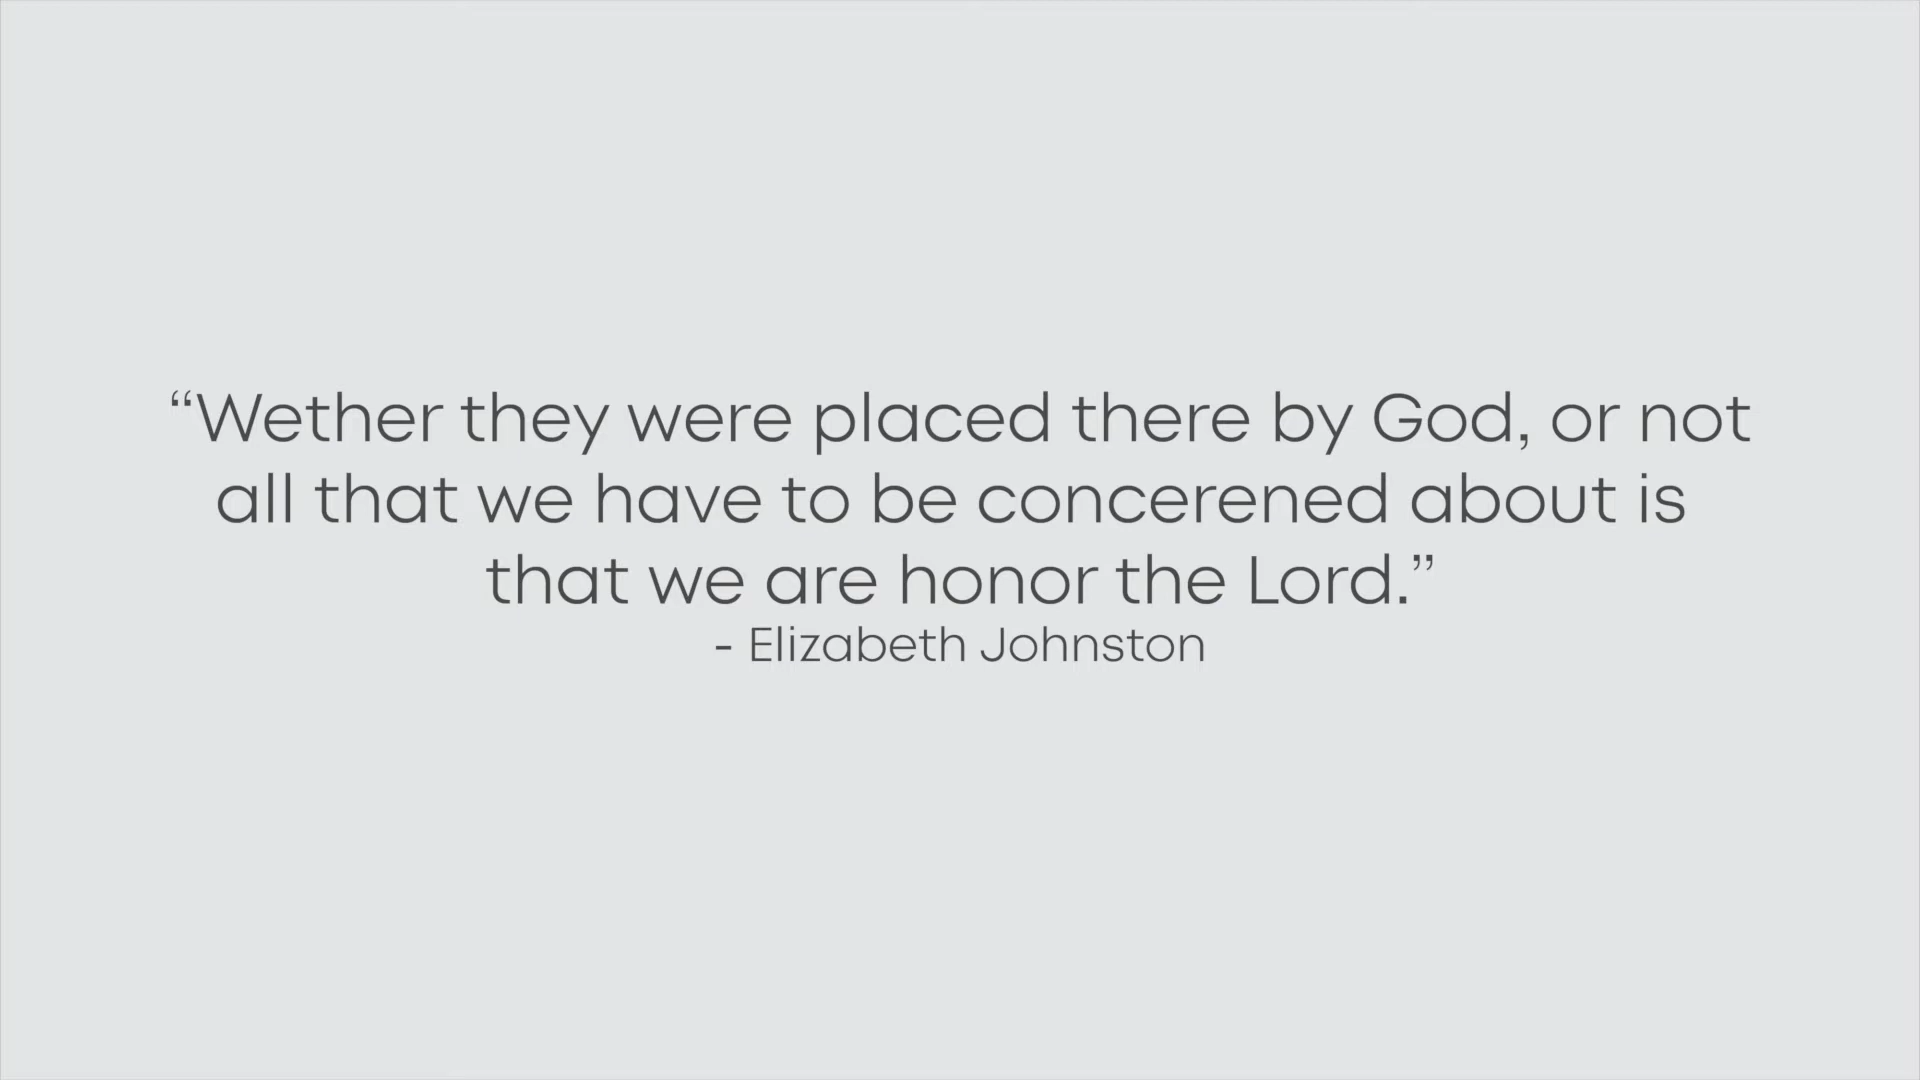 “Wether they were placed there by God, or not
all that we have to be concerened about is
that we are honor the Lord.”
- Elizabeth Johnston